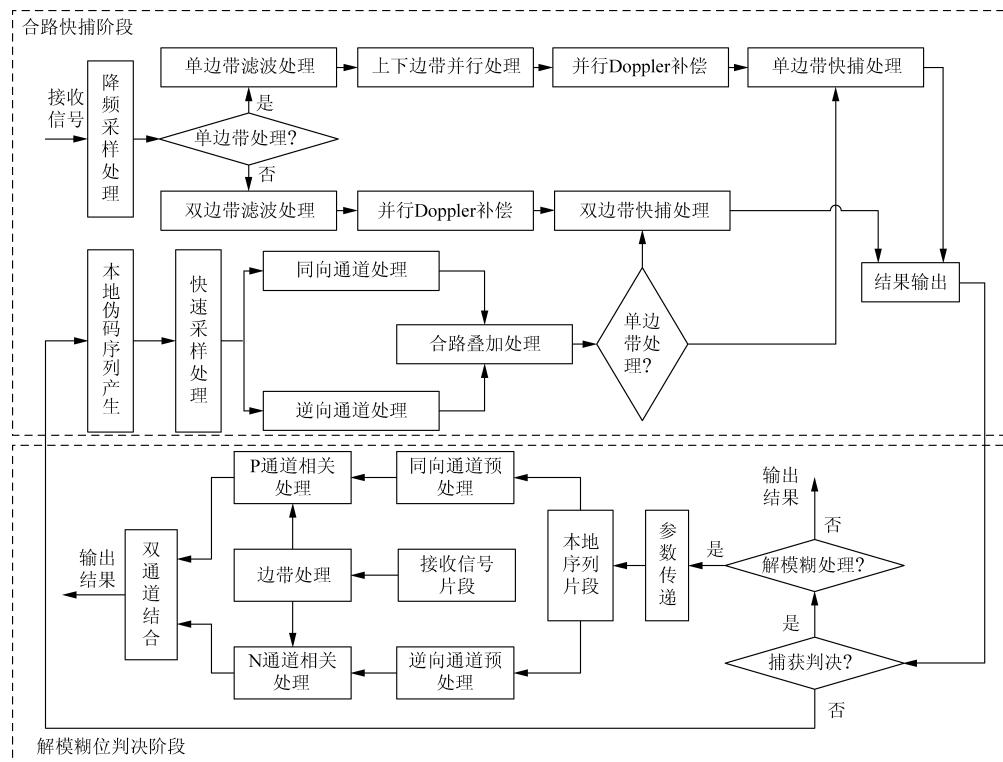 合路快捕阶段
单边带滤波处理
上下边带并行处理
并行Doppler补偿
单边带快捕处理
接收
信号
降频采样处理
是
单边带处理?
否
双边带滤波处理
并行Doppler补偿
双边带快捕处理
本地伪码序列产生
快速采样处理
同向通道处理
合路叠加处理
逆向通道处理
单边
带处
理?
结果输出
P通道相关
处理
同向通道预
处理
输出
结果
双通道结合
边带处理
接收信号
片段
本地
序列
片段
参数传递
是
解模糊处理?
否
输出
结果
N通道相关
处理
逆向通道预
处理
是
捕获判决?
否
解模糊位判决阶段